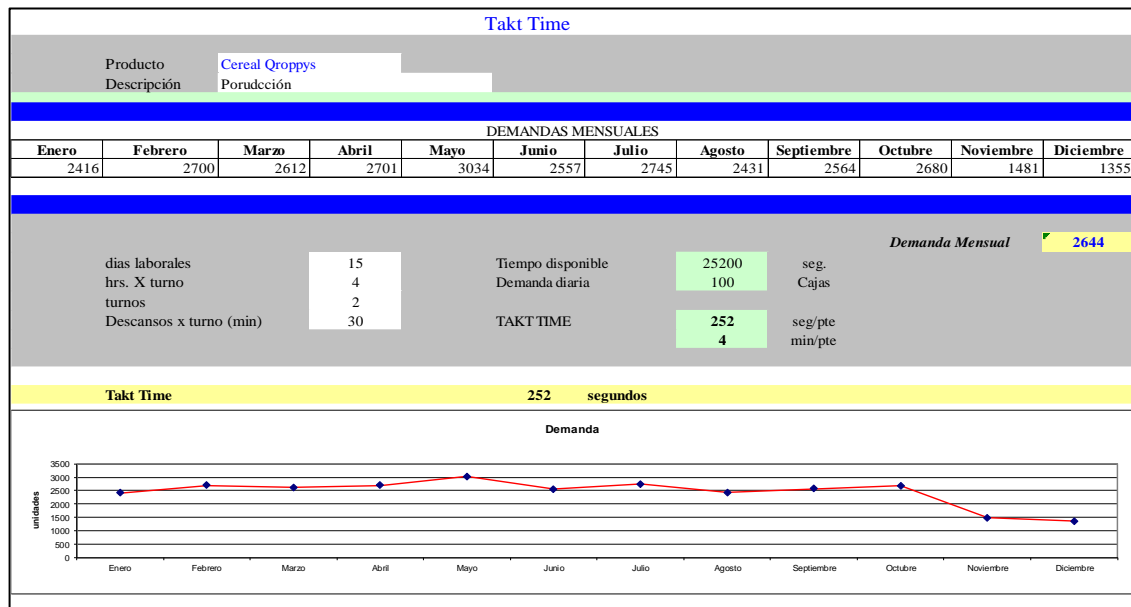 Takt Time
Producto Cereal Qroppys
Descripción Porudcción
DEMANDAS MENSUALES
Enero Febrero Marzo Abril Mayo Junio Julio Agosto Septiembre Octubre Noviembre Diciembre
2416 2700 2612 2701 3034 2557 2745 2431 2564 2680 1481 1355
Demanda Mensual 2644
dias laborales 15 Tiempo disponible 25200 seg.
hrs. X turno 4 Demanda diaria 100 Cajas
turnos 2
Descansos x turno (min) 30 TAKT TIME 252 seg/pte
4 min/pte
Takt Time 252 segundos
Demanda
unidades
3500
3000
2500
2000
1500
1000
500
0
Enero Febrero Marzo Abril Mayo Junio Julio Agosto Septiembre Octubre Noviembre Diciembre